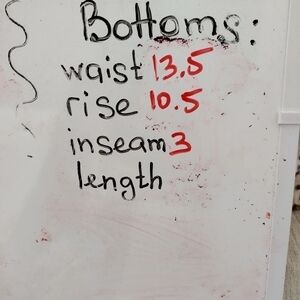 Bottoms:
waist 13.5
rise 10.5
inseam 3
length